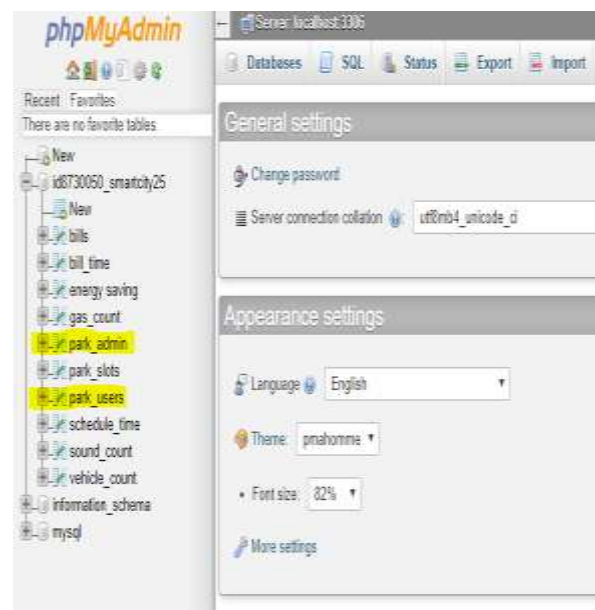 phpMyAdmin
Recent Favorites
There are no favorite tables.
New
id8730050_smartcity25
New
bills
bill_time
energy saving
gas_count
park_admin
park_slots
park_users
schedule_time
sound_count
vehicle_count
information_schema
mysql
Server: localhost:3306
Databases SQL Status Export Import
General settings
Change password
Server connection collation utf8mb4_unicode_ci
Appearance settings
Language English
Theme: pmahomme
Font size: 82%
More settings